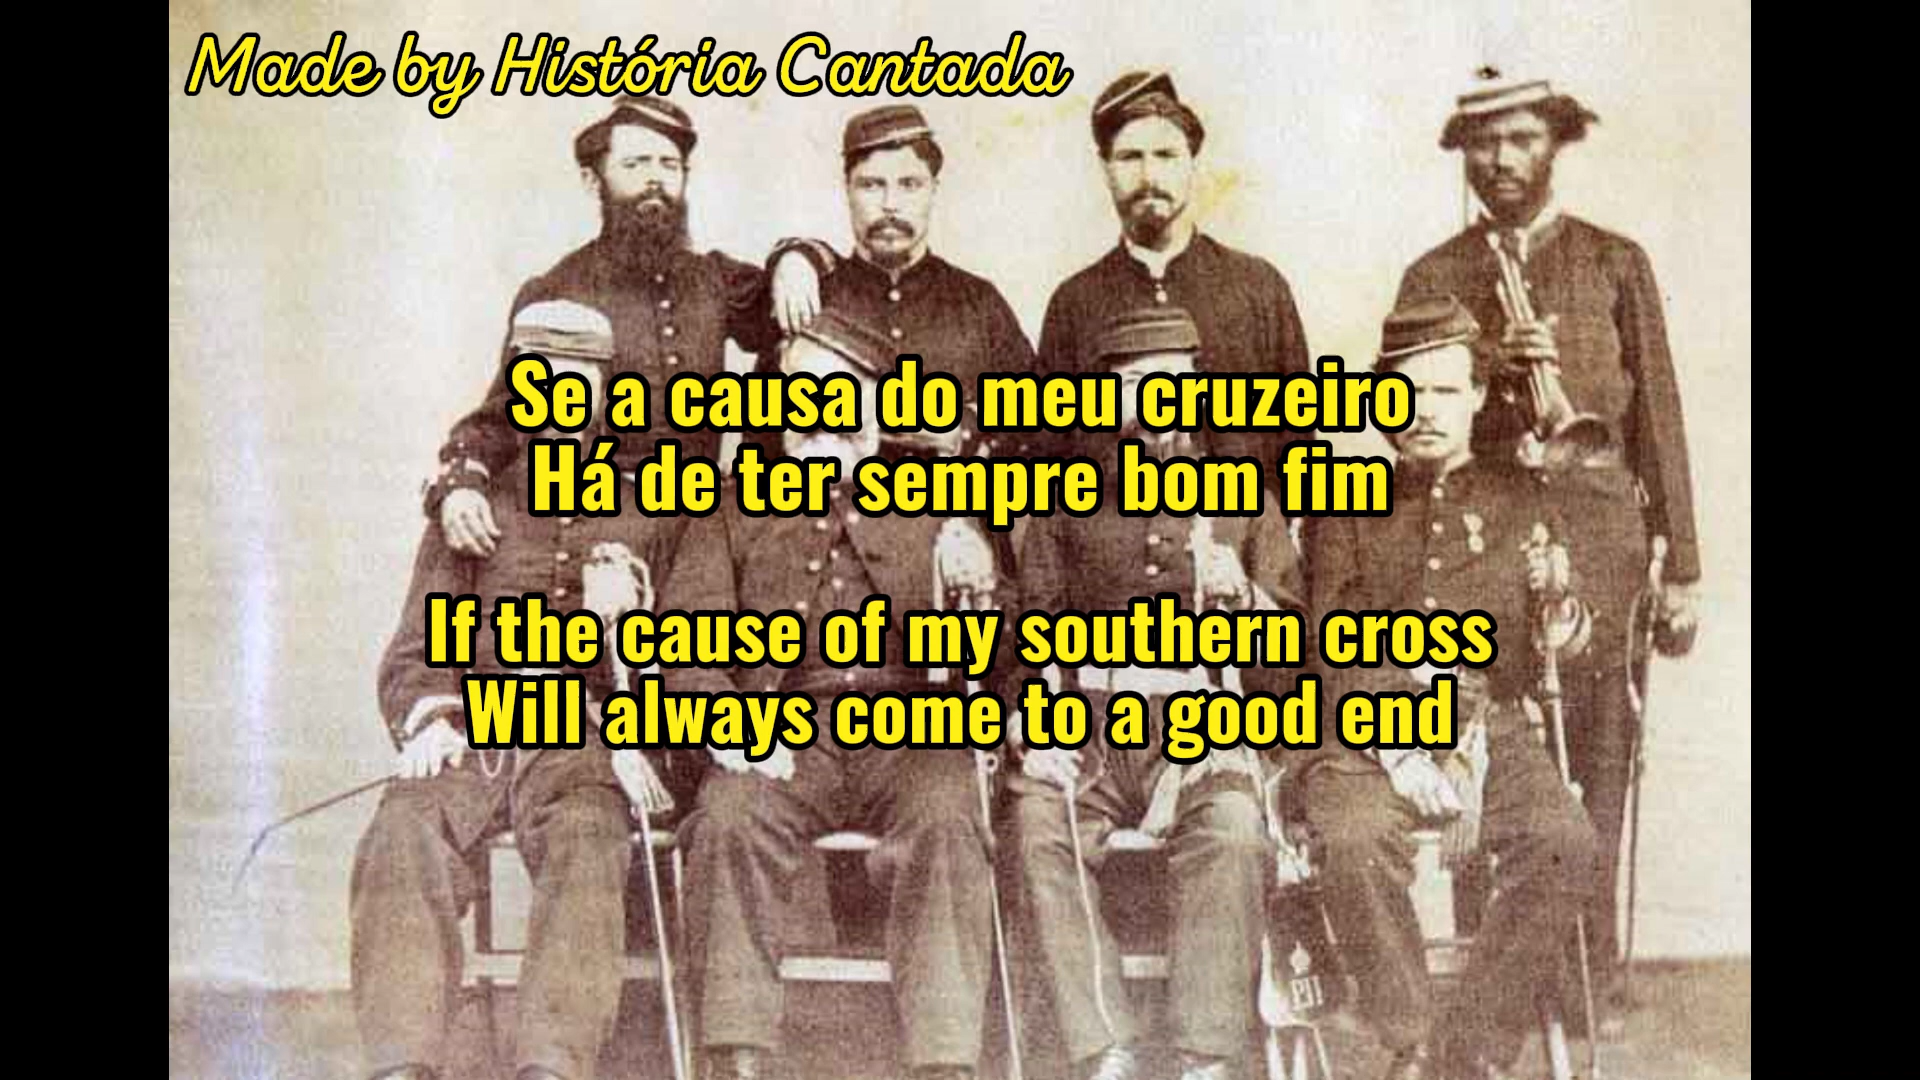 Made by História Cantada
Se a causa do meu cruzeiro
Há de ter sempre bom fim
If the cause of my southern cross
Will always come to a good end
PII